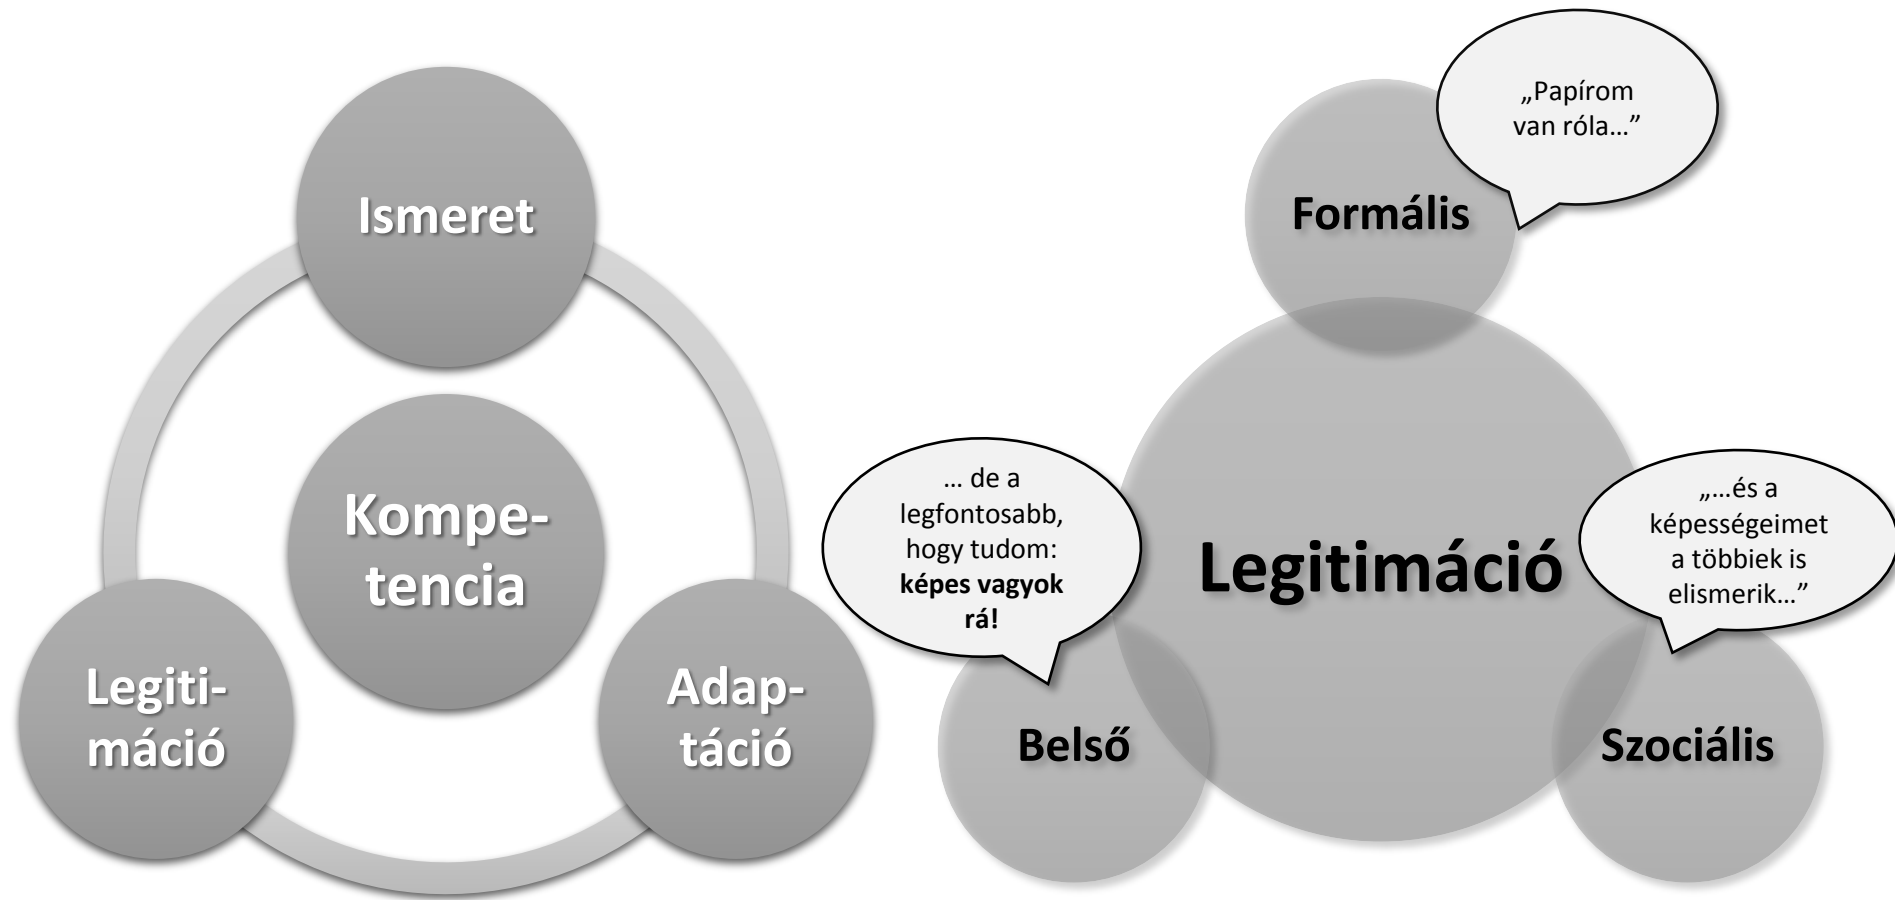 Ismeret
Kompe-
tencia
Legiti-
máció
Adap-
táció
„Papírom
van róla…”
Formális
… de a
legfontosabb,
hogy tudom:
képes vagyok
rá!
Legitimáció
„…és a
képességeimet
a többiek is
elismerik…”
Belső
Szociális